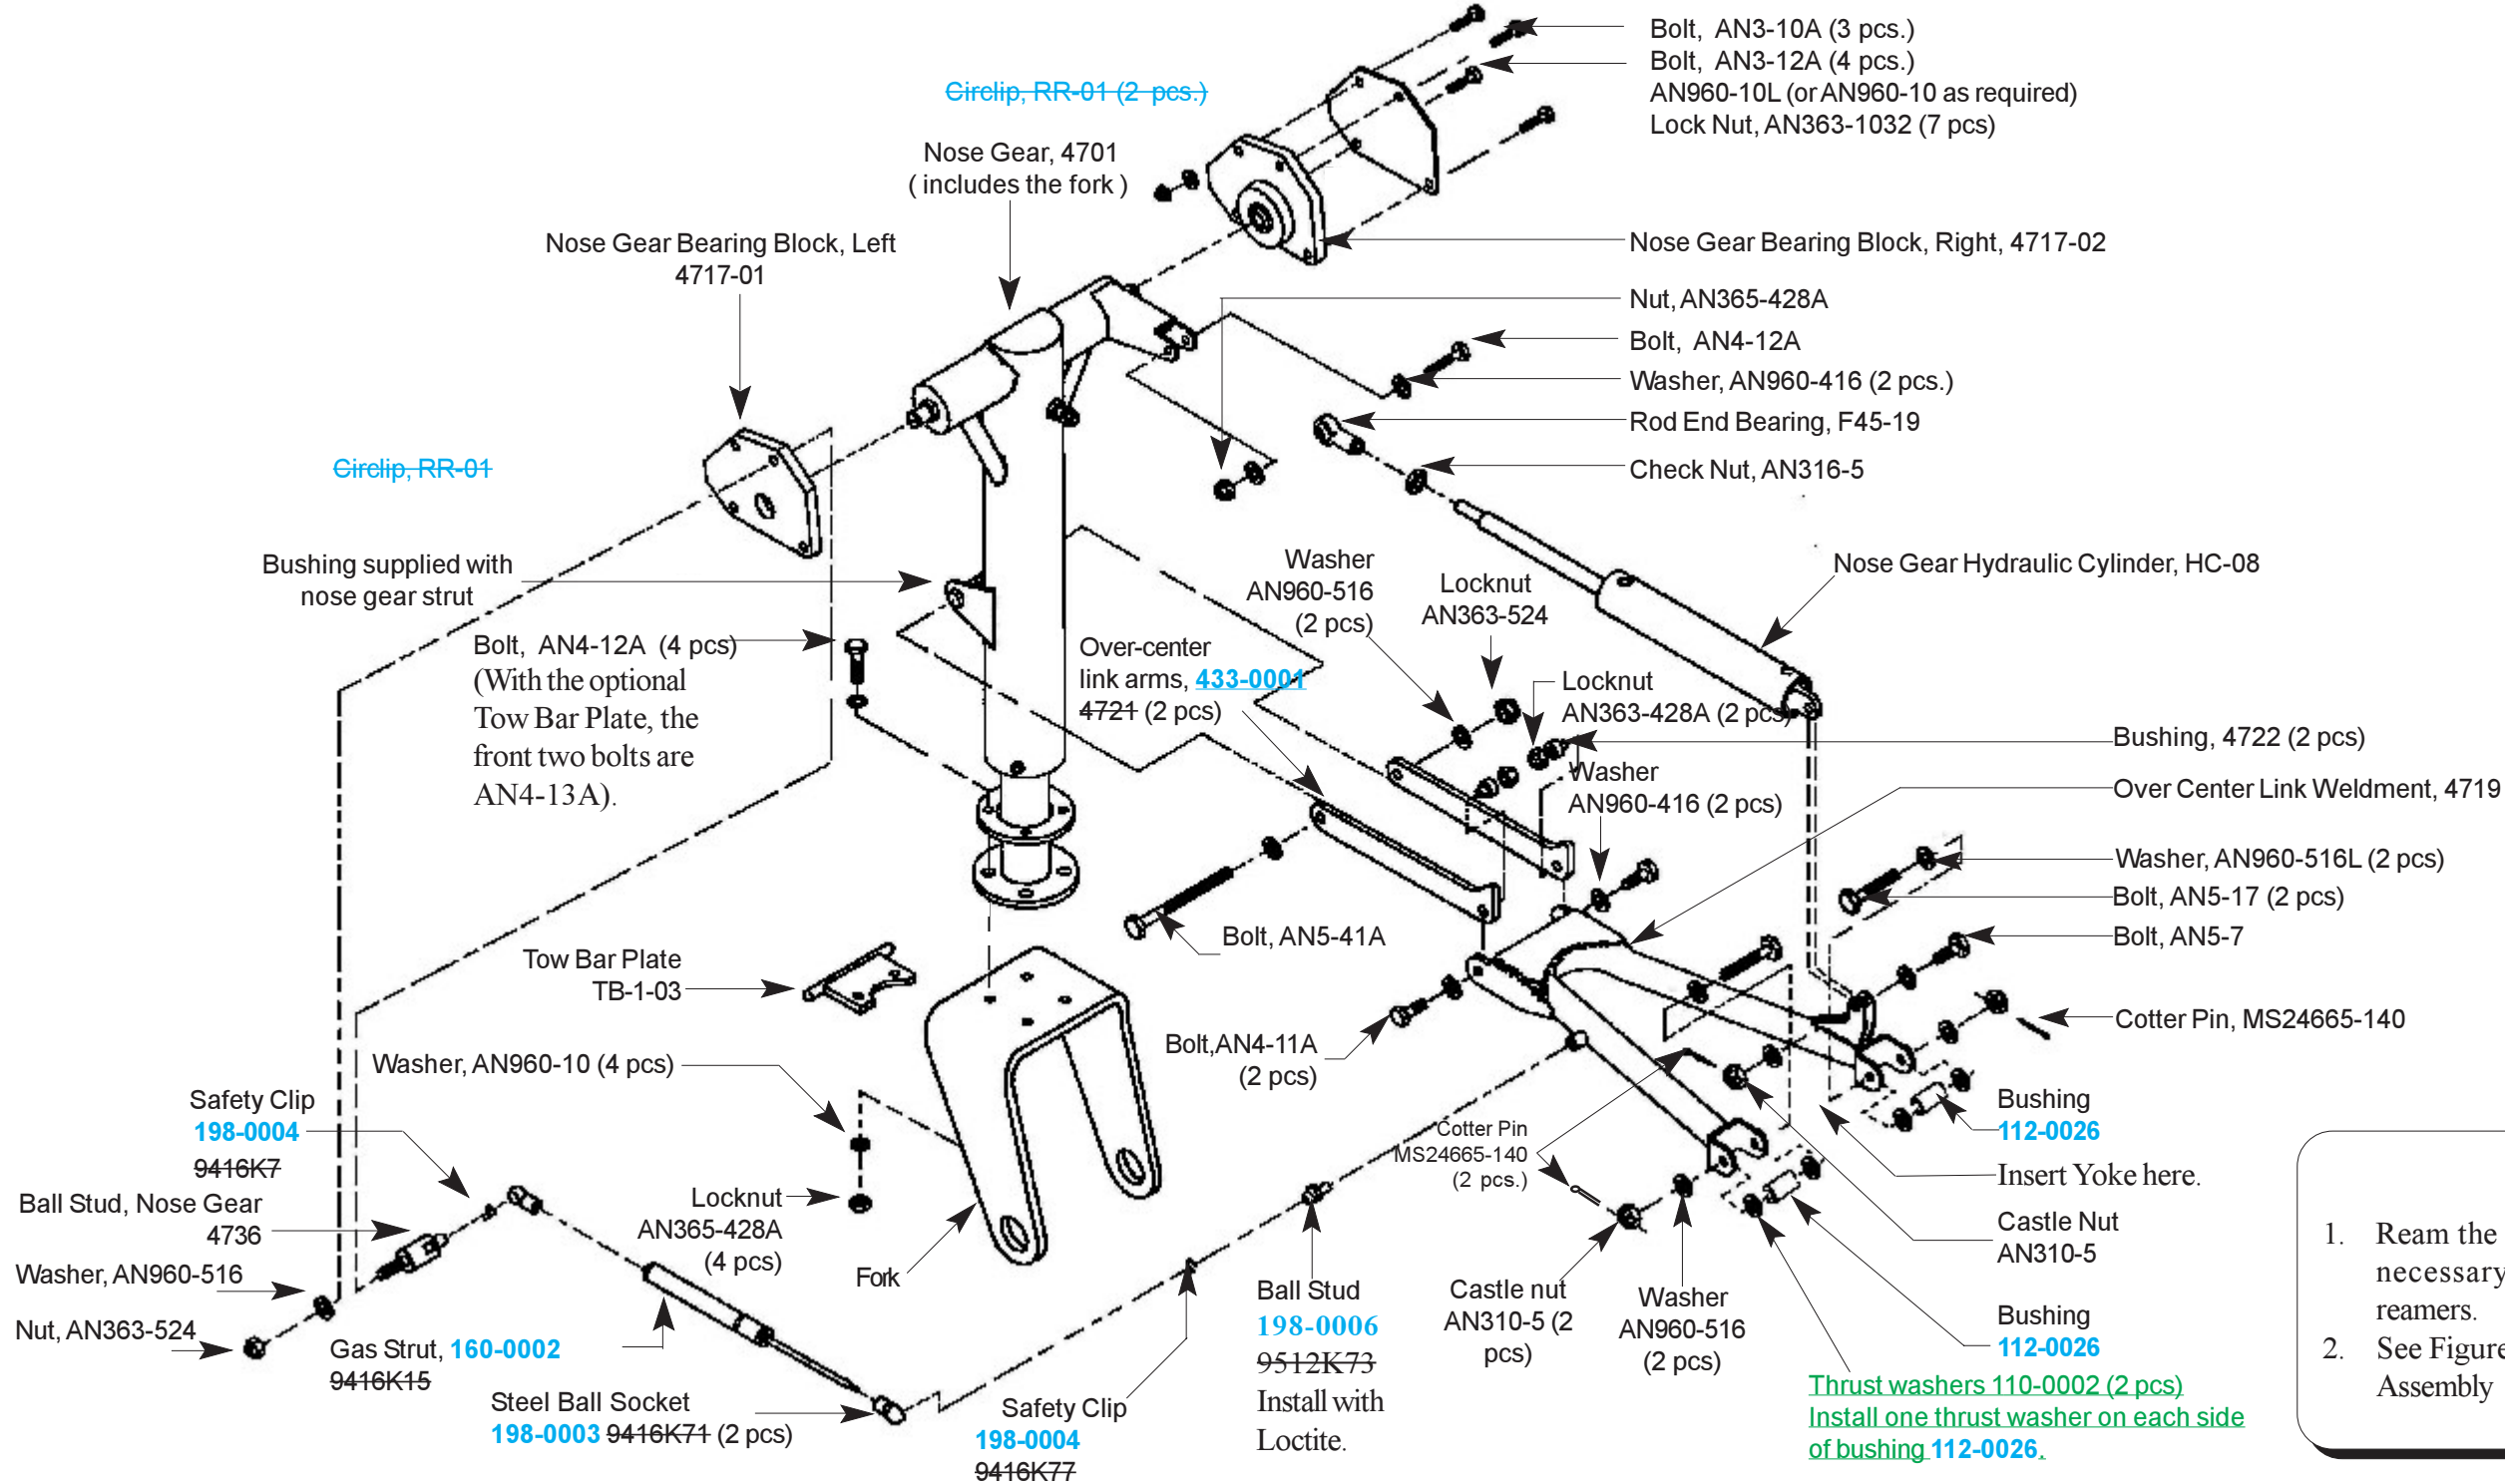 Bolt, AN3-10A (3 pcs.)
Bolt, AN3-12A (4 pcs.)
AN960-10L (or AN960-10 as required)
Lock Nut, AN363-1032 (7 pcs)
Circlip, RR-01 (2 pcs.)
Nose Gear, 4701
( includes the fork )
Nose Gear Bearing Block, Left
4717-01
Nose Gear Bearing Block, Right, 4717-02
Nut, AN365-428A
Bolt, AN4-12A
Washer, AN960-416 (2 pcs.)
Rod End Bearing, F45-19
Check Nut, AN316-5
Circlip, RR-01
Bushing supplied with
nose gear strut
Washer
AN960-516
(2 pcs)
Locknut
AN363-524
Nose Gear Hydraulic Cylinder, HC-08
Bolt, AN4-12A (4 pcs)
(With the optional
Tow Bar Plate, the
front two bolts are
AN4-13A).
Over-center
link arms, 433-0001
4721 (2 pcs)
Locknut
AN363-428A (2 pcs)
Bushing, 4722 (2 pcs)
Washer
AN960-416 (2 pcs)
Over Center Link Weldment, 4719
Washer, AN960-516L (2 pcs)
Bolt, AN5-17 (2 pcs)
Bolt, AN5-7
Bolt, AN5-41A
Tow Bar Plate
TB-1-03
Cotter Pin, MS24665-140
Bolt,AN4-11A
(2 pcs)
Washer, AN960-10 (4 pcs)
Safety Clip
198-0004
9416K7
Cotter Pin
MS24665-140
(2 pcs.)
Bushing
112-0026
Insert Yoke here.
Ball Stud, Nose Gear
4736
Locknut
AN365-428A
(4 pcs)
Castle Nut
AN310-5
Washer, AN960-516
Fork
Nut, AN363-524
Gas Strut, 160-0002
9416K15
Ball Stud
198-0006
9512K73
Install with
Loctite.
Castle nut
AN310-5 (2
pcs)
Washer
AN960-516
(2 pcs)
Bushing
112-0026
Steel Ball Socket
198-0003 9416K71 (2 pcs)
Safety Clip
198-0004
9416K77
Thrust washers 110-0002 (2 pcs)
Install one thrust washer on each side
of bushing 112-0026.
1. Ream the
necessary
reamers.
2. See Figure
Assembly